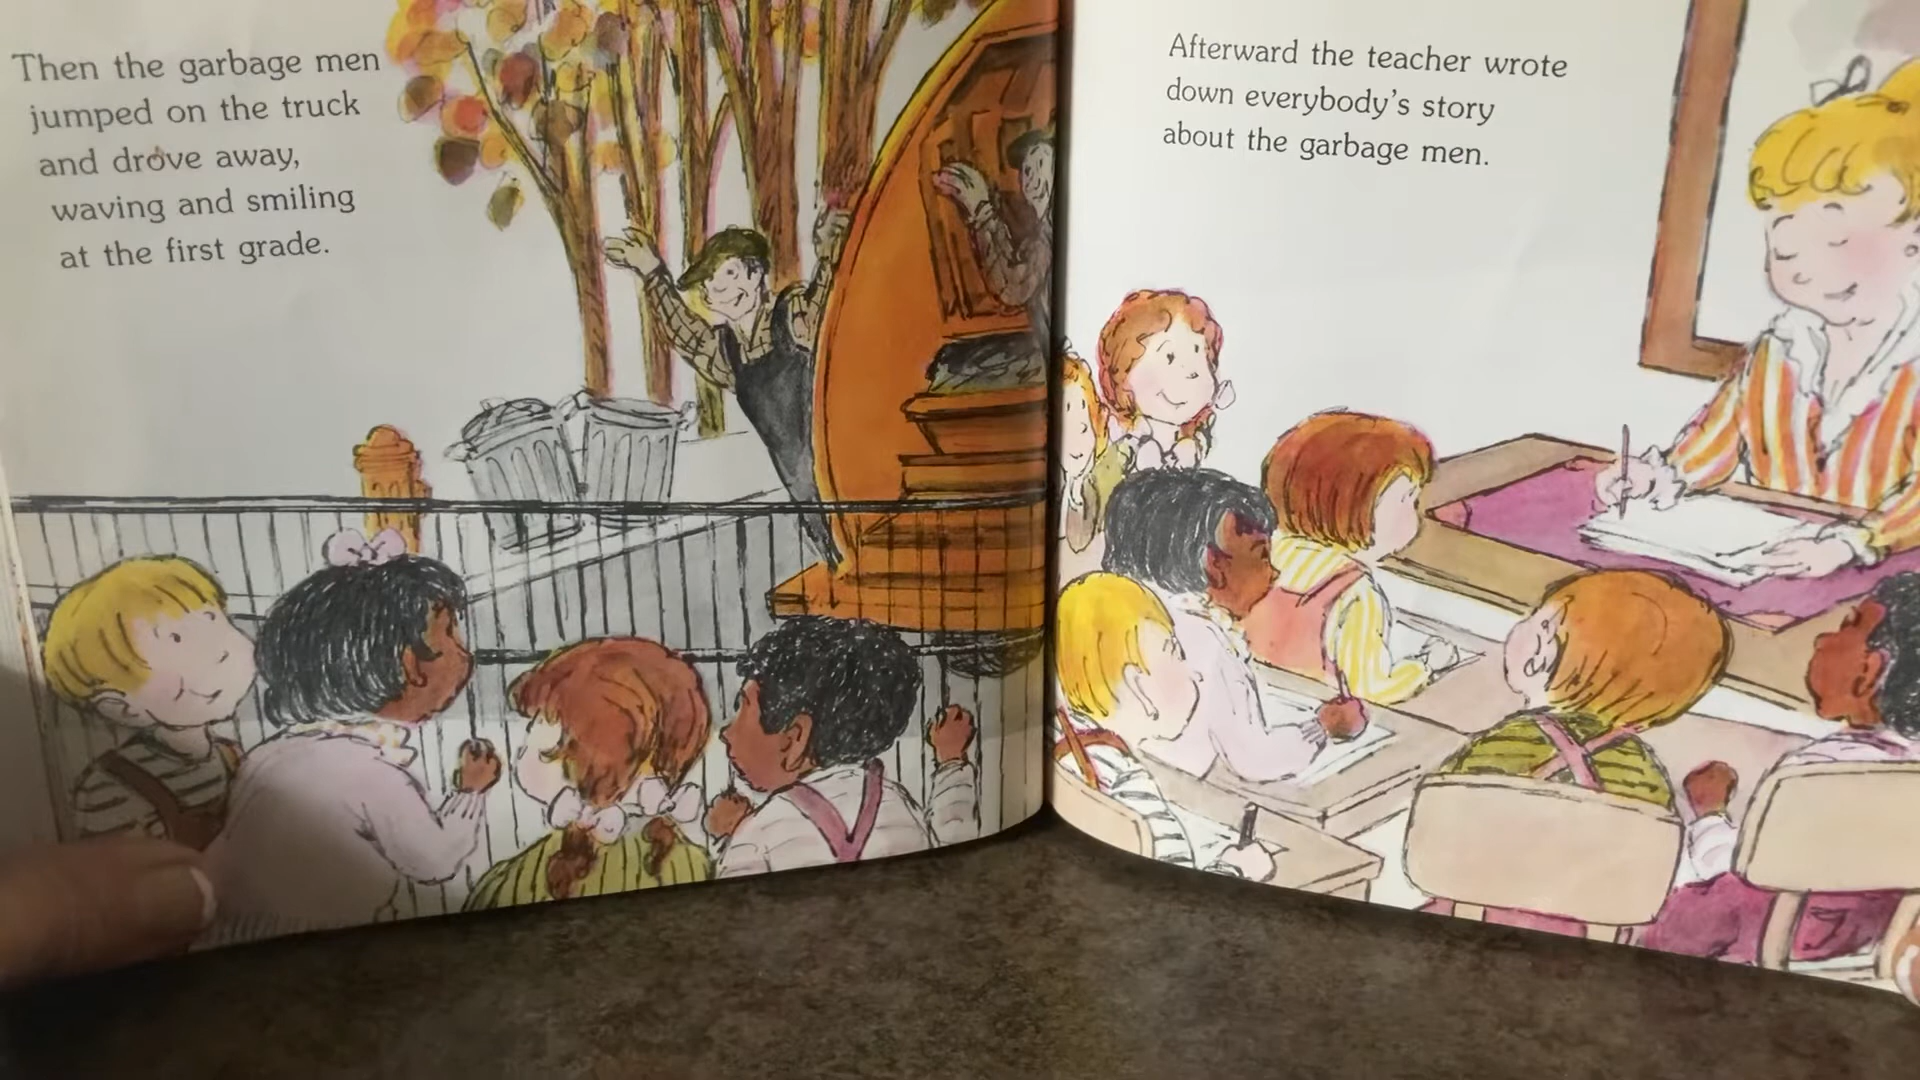 Then the garbage men
jumped on the truck
and drove away,
waving and smiling
at the first grade.
Afterward the teacher wrote
down everybody's story
about the garbage men.